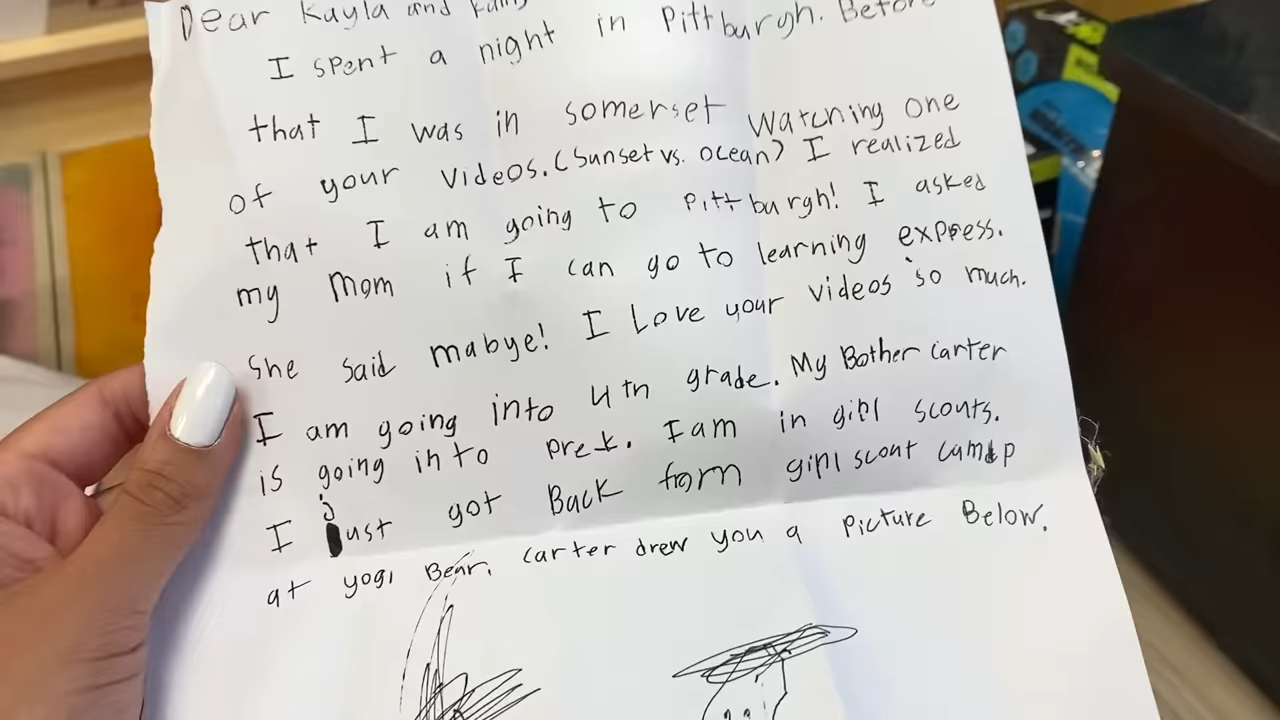 Dear Kayla and
I spent a night in Pittburgh. Before
that I was in somerset watching one
of your videos. (Sunset vs. ocean) I realized
that I am going to Pittburgh! I asked
my mom if I can go to learning express.
She said mabye! I Love your videos so much.
I am going into 4th grade. My Bother carter
is going into prek. I am in girl scouts.
I just got Back form girl scout camp
at yogi Bear. carter drew you a picture Below.